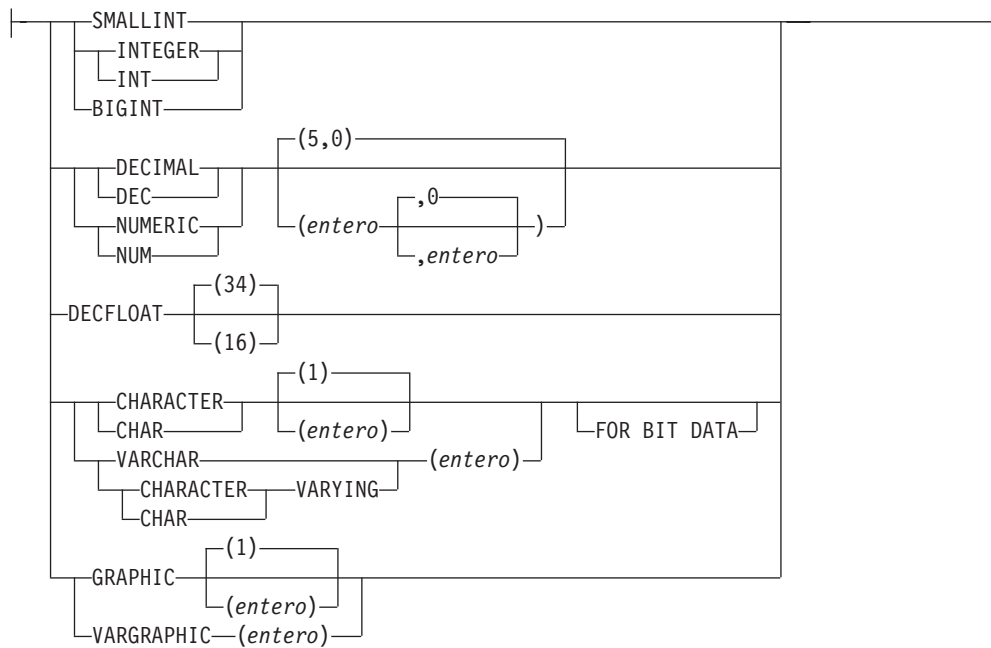 SMALLINT
INTEGER
INT
BIGINT
(5,0)
DECIMAL
DEC
,0
NUMERIC (entero )
NUM ,entero
(34)
DECFLOAT
(16)
(1)
CHARACTER
CHAR (entero) FOR BIT DATA
VARCHAR (entero)
CHARACTER VARYING
CHAR
(1)
GRAPHIC
(entero)
VARGRAPHIC (entero)